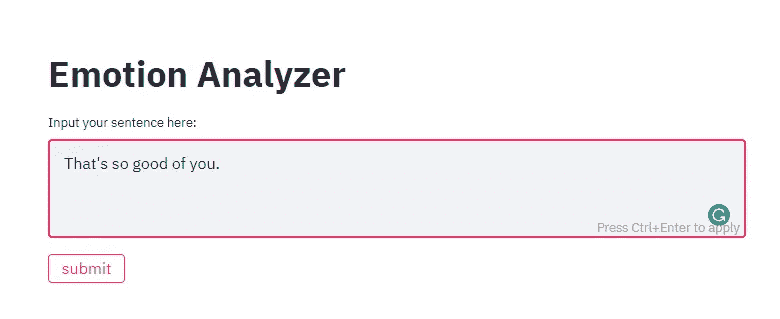 Emotion Analyzer
Input your sentence here:
That's so good of you.
Press Ctrl+Enter to apply
submit